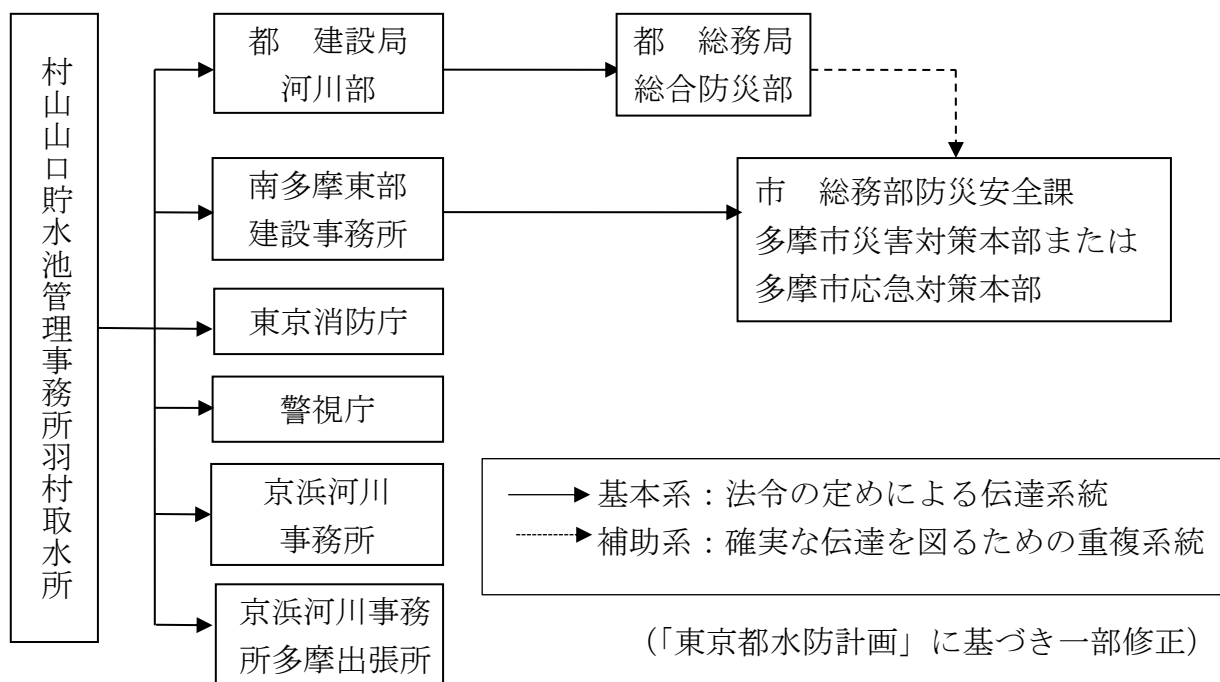 村山山口貯水池管理事務所羽村取水所
都　建設局
河川部
都　総務局
総合防災部
南多摩東部
建設事務所
市　総務部防災安全課
多摩市災害対策本部または
多摩市応急対策本部
東京消防庁
警視庁
京浜河川
事務所
京浜河川事務
所多摩出張所
基本系：法令の定めによる伝達系統
補助系：確実な伝達を図るための重複系統
（「東京都水防計画」に基づき一部修正）